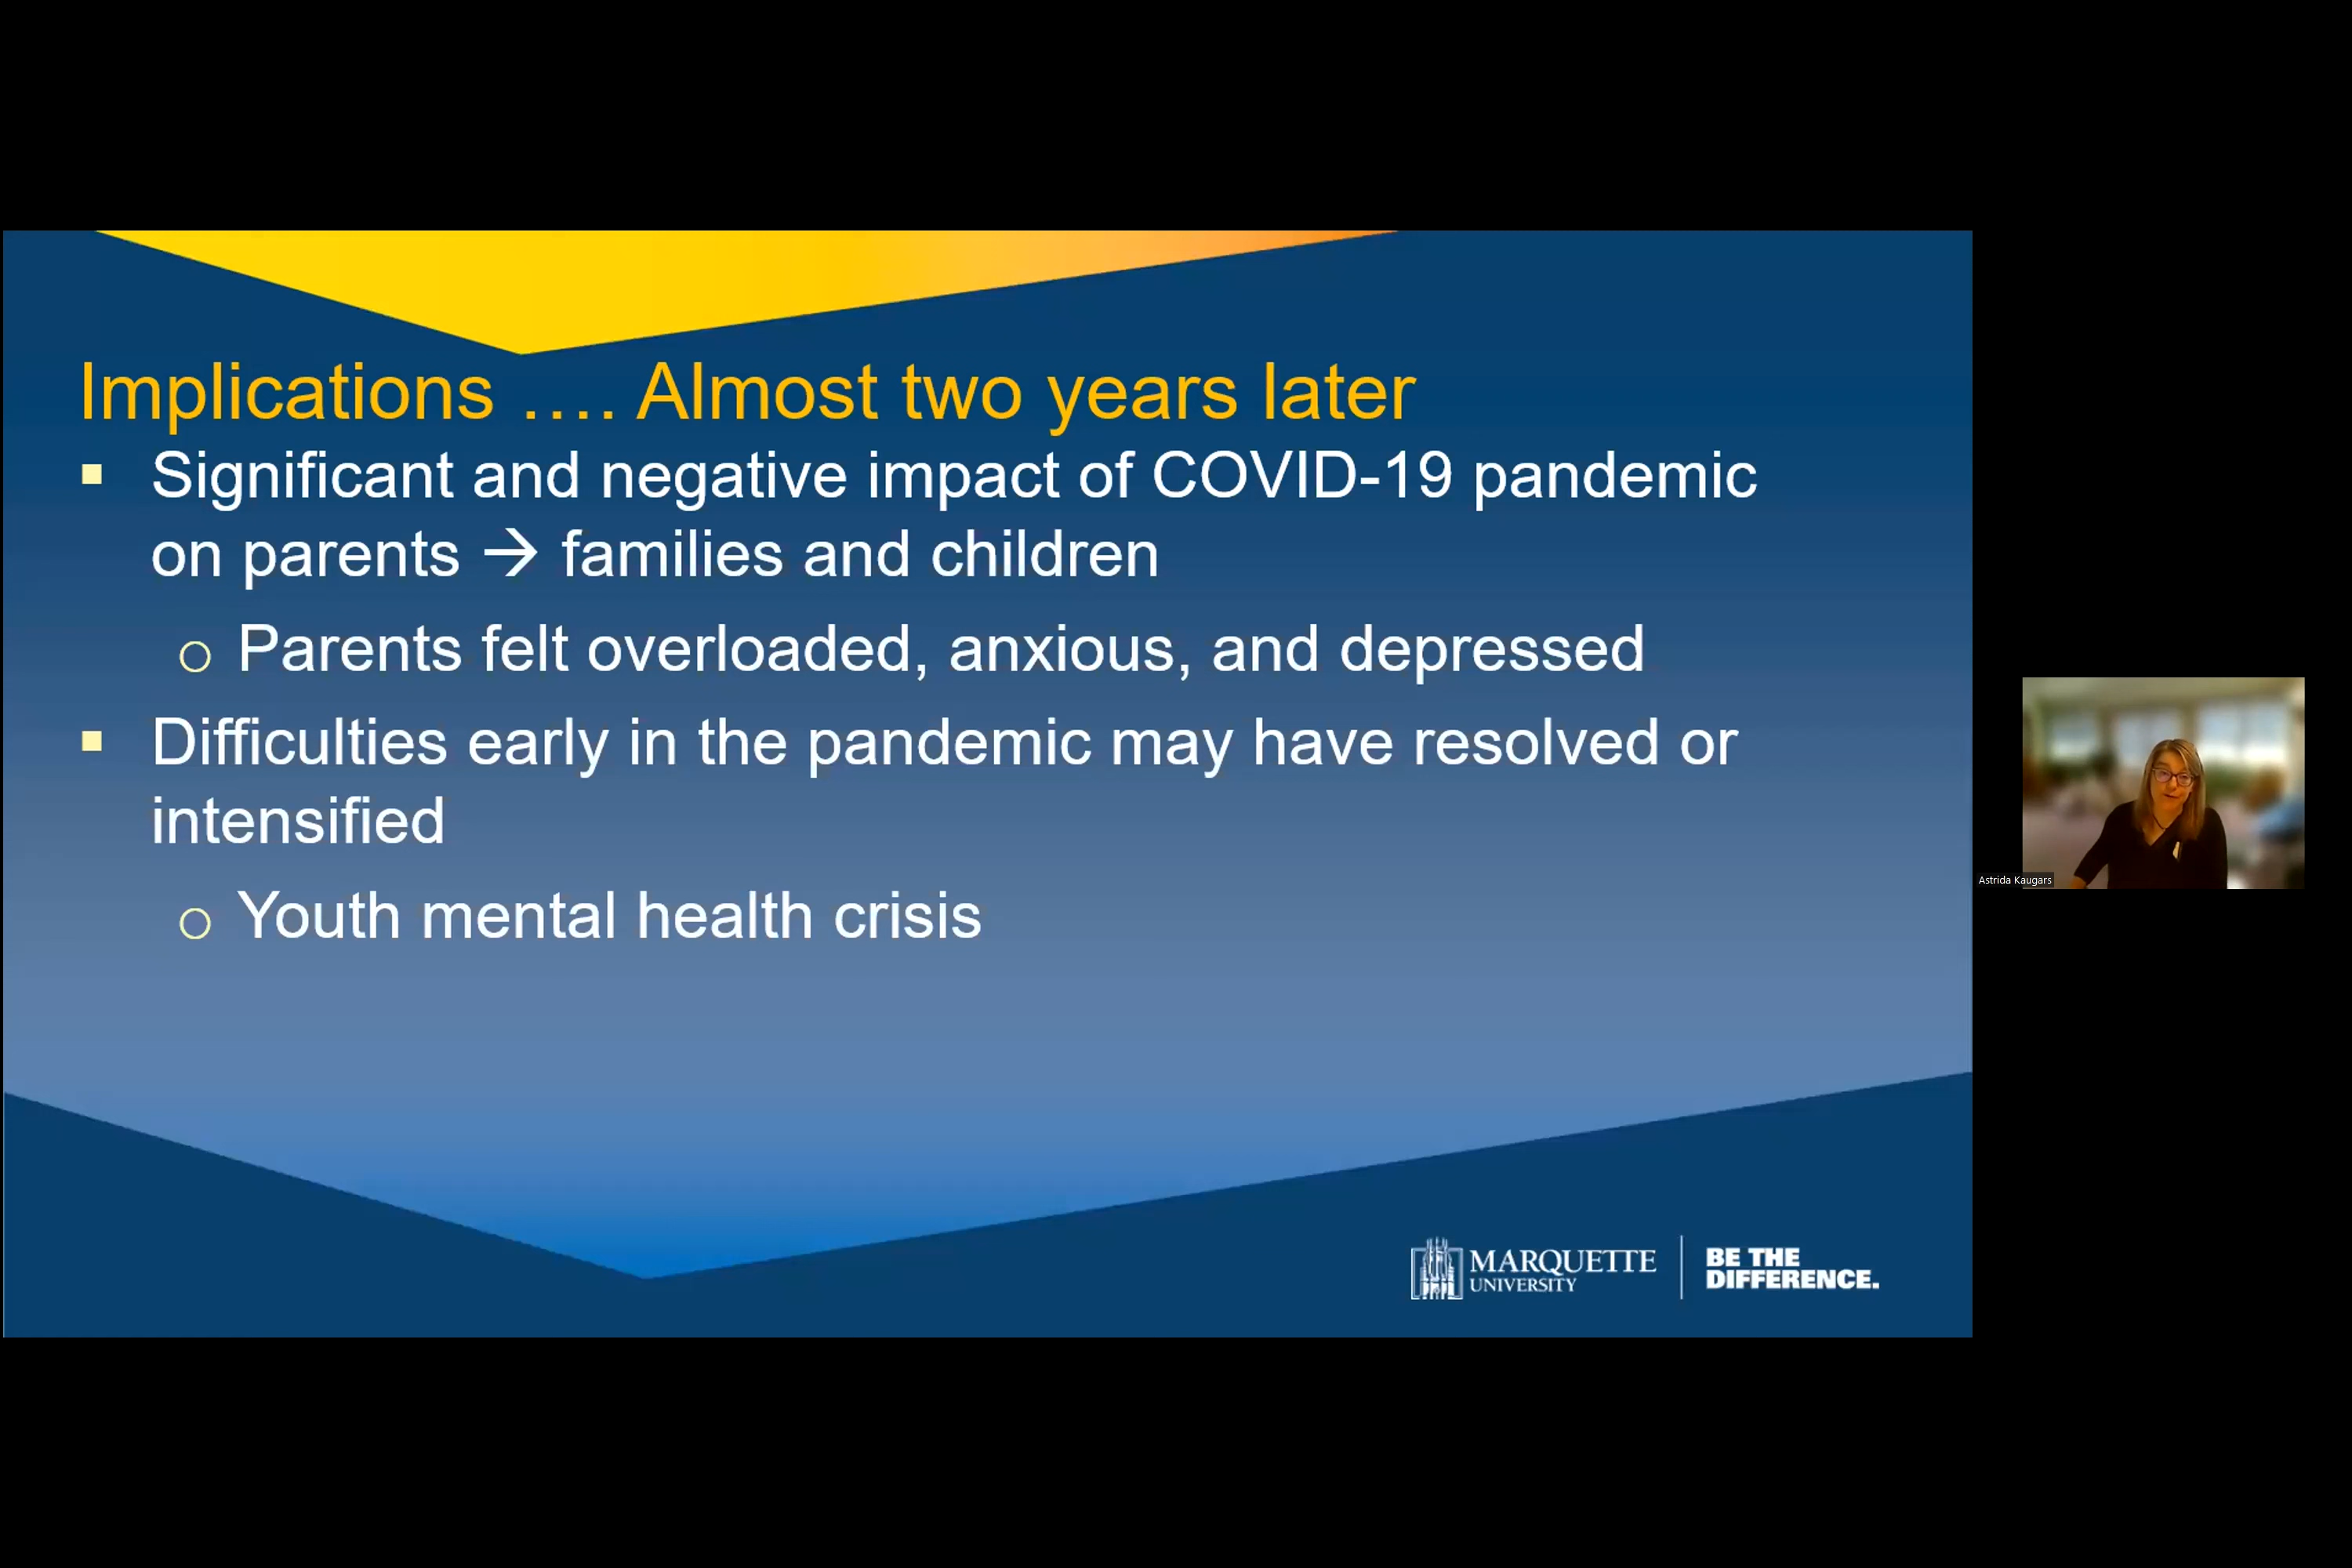 Implications .... Almost two years later
▪ Significant and negative impact of COVID-19 pandemic
on parents → families and children
o Parents felt overloaded, anxious, and depressed
▪ Difficulties early in the pandemic may have resolved or
intensified
o Youth mental health crisis
Astrida Kaugars
MARQUETTE
UNIVERSITY
BE THE
DIFFERENCE.